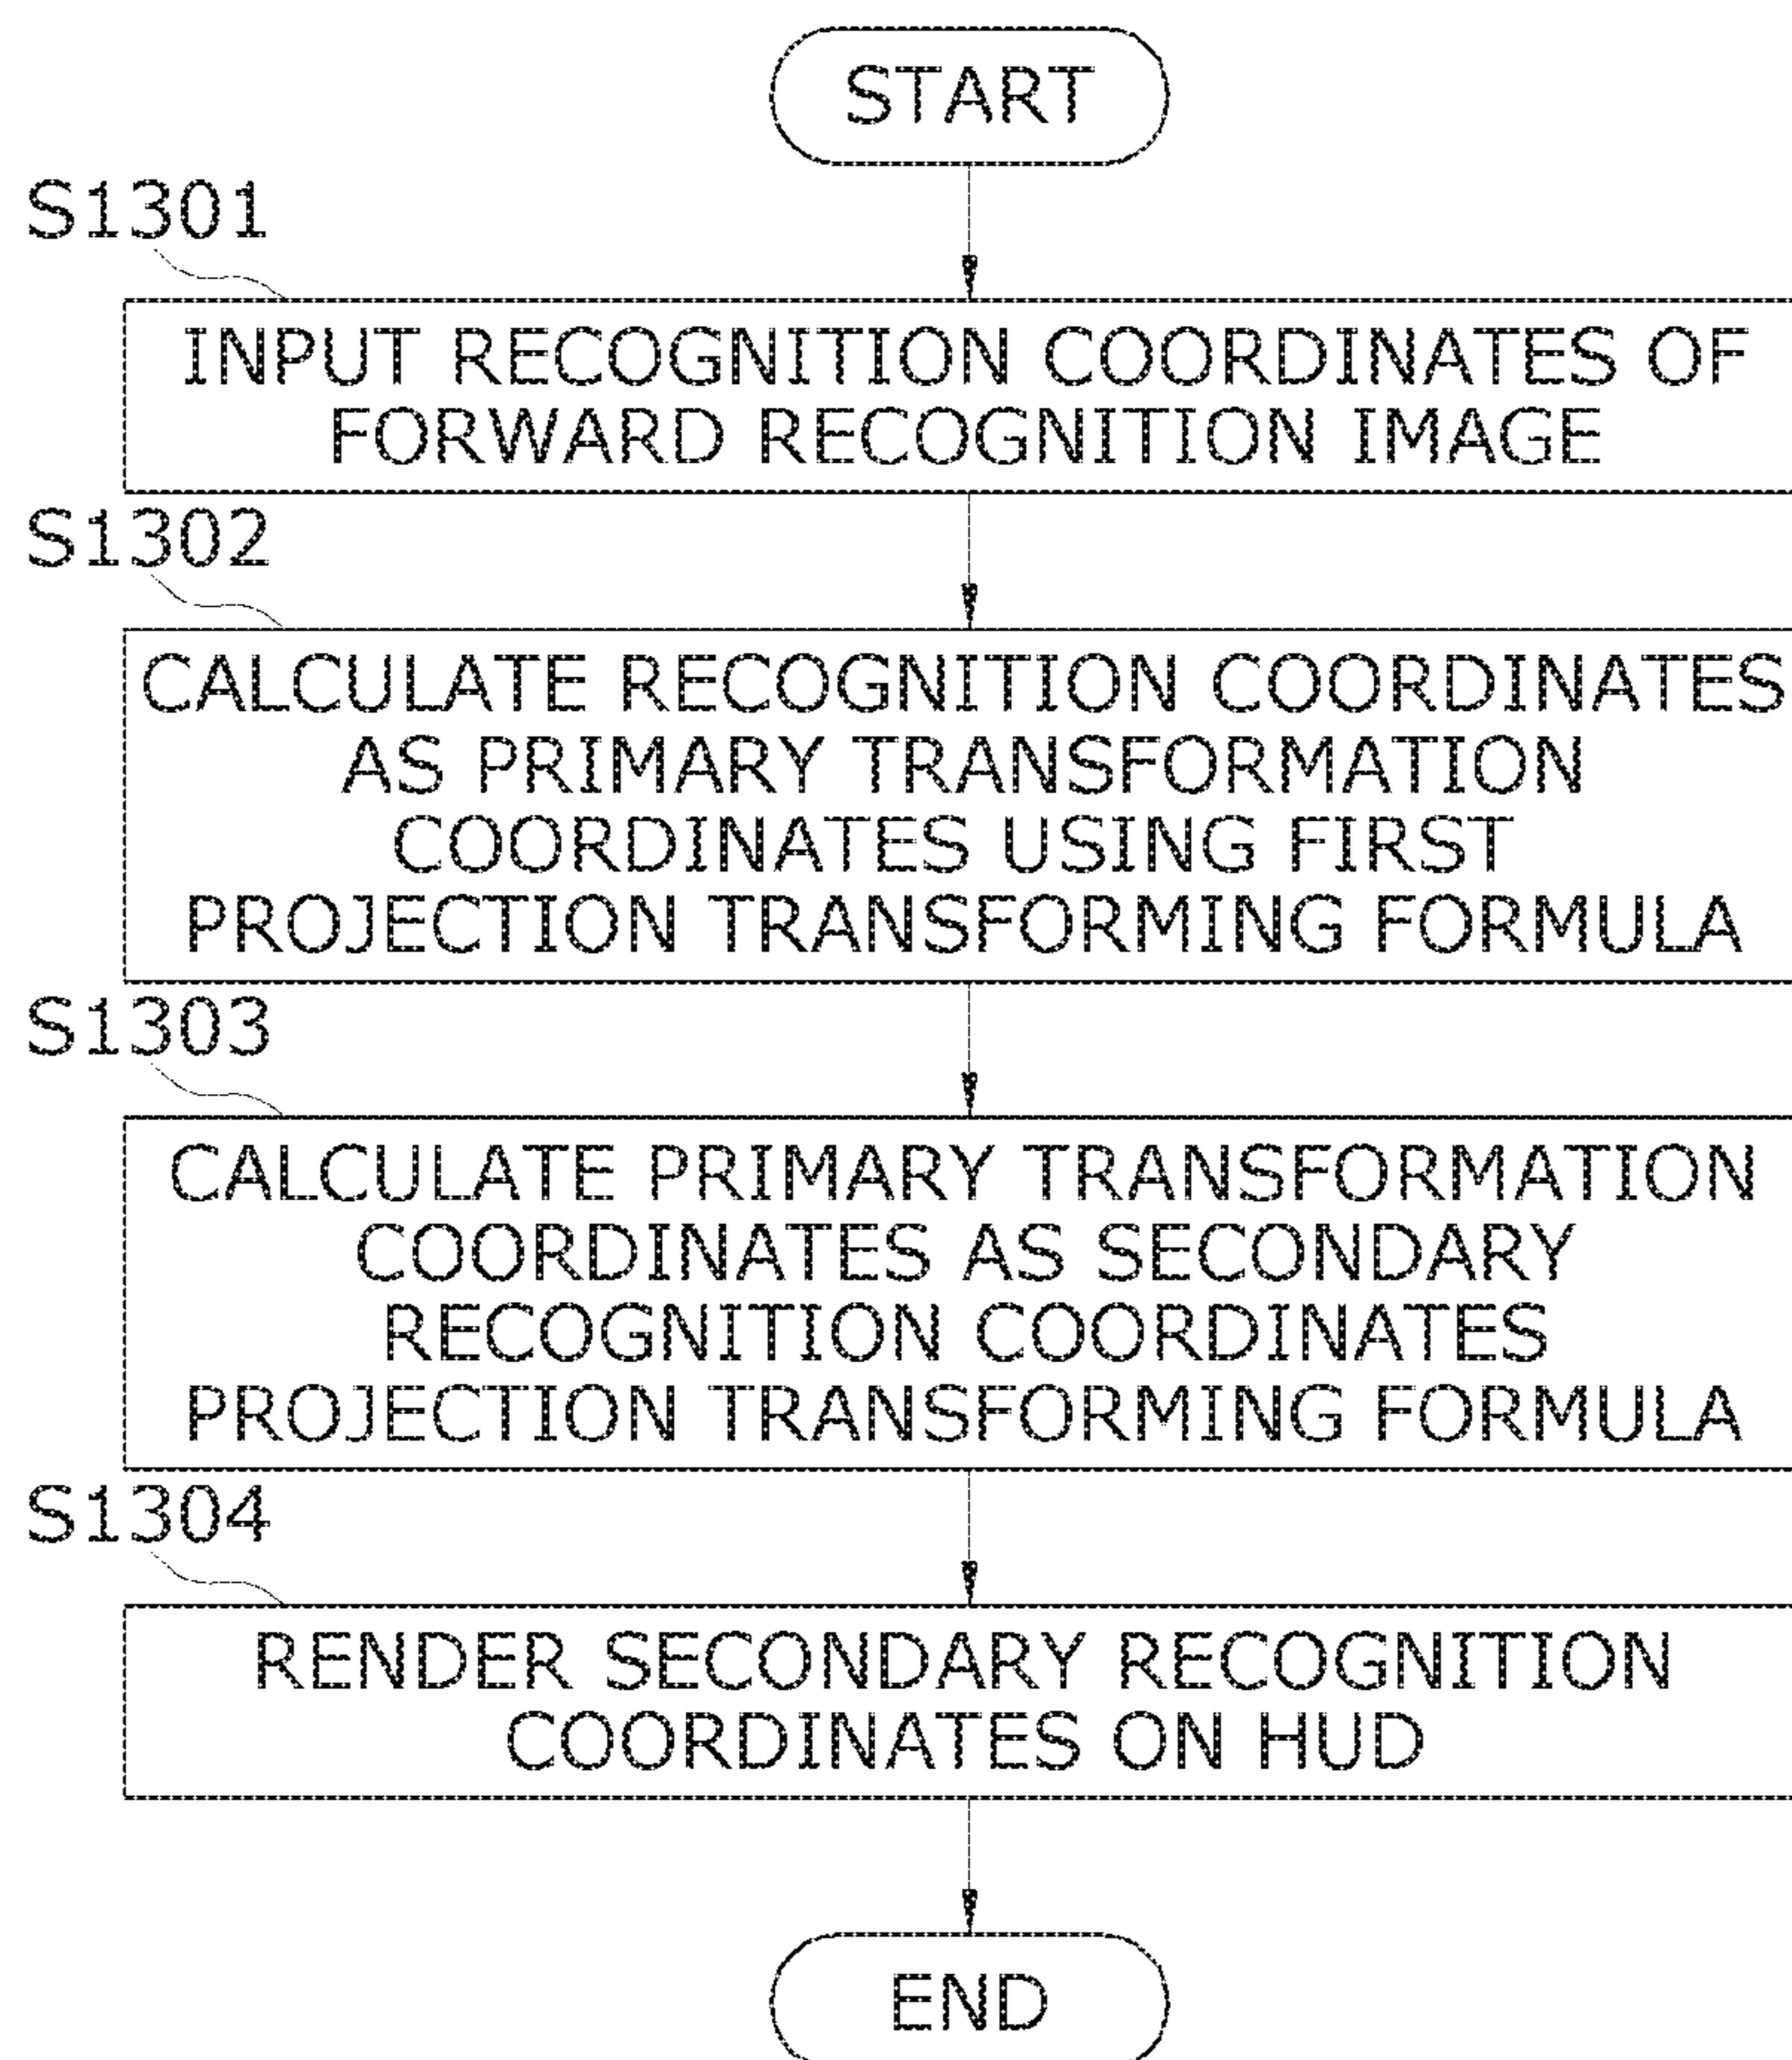 START
S1301
INPUT RECOGNITION COORDINATES OF
FORWARD RECOGNITION IMAGE
S1302
CALCULATE RECOGNITION COORDINATES
AS PRIMARY TRANSFORMATION
COORDINATES USING FIRST
PROJECTION TRANSFORMING FORMULA
S1303
CALCULATE PRIMARY TRANSFORMATION
COORDINATES AS SECONDARY
RECOGNITION COORDINATES
PROJECTION TRANSFORMING FORMULA
S1304
RENDER SECONDARY RECOGNITION
COORDINATES ON HUD
END